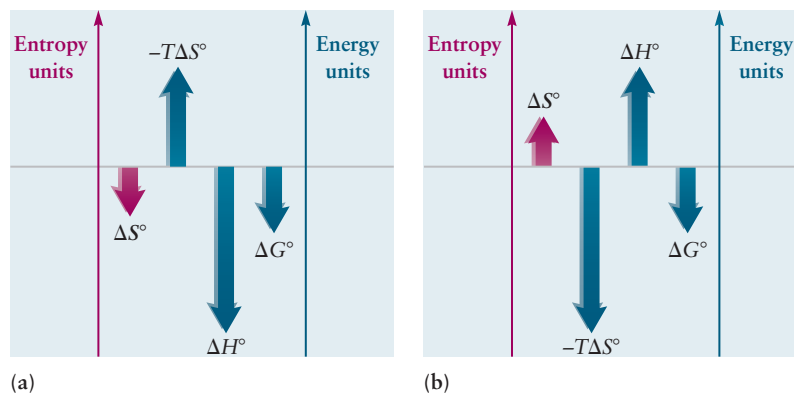 Entropy
units
–TΔS°
Energy
units
ΔS°
ΔG°
ΔH°
(a)
Entropy
units
ΔH°
Energy
units
ΔS°
ΔG°
–TΔS°
(b)